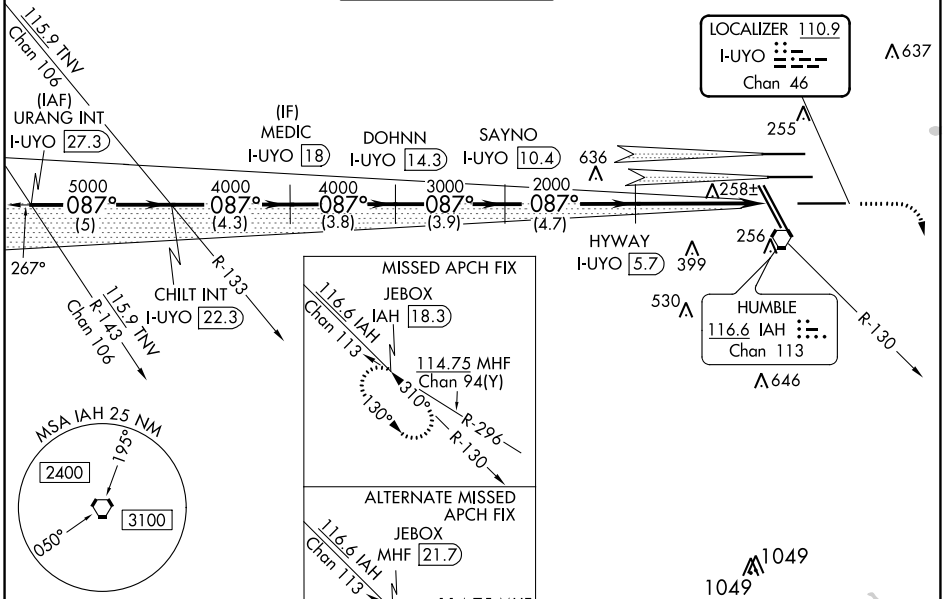 115.9 TNV
Chan 106
(IAF)
URANG INT
I-UYO 27.3
(IF)
MEDIC
I-UYO 18
DOHNN
I-UYO 14.3
SAYNO
I-UYO 10.4
636
LOCALIZER 110.9
I-UYO
Chan 46
637
255
258±
5000
087°
(5)
4000
087°
(4.3)
4000
087°
(3.8)
3000
087°
(3.9)
2000
087°
(4.7)
267°
115.9 TNV
R-143
Chan 106
CHILT INT
I-UYO 22.3
R-133
HYWAY
I-UYO 5.7
399
256
530
HUMBLE
116.6 IAH
Chan 113
R-130
646
MISSED APCH FIX
JEBOX
IAH 18.3
116.6 IAH
Chan 113
114.75 MHF
Chan 94(Y)
310°
130°
R-296
R-130
MSA IAH 25 NM
195°
2400
3100
050°
ALTERNATE MISSED
APCH FIX
JEBOX
MHF 21.7
116.6 IAH
Chan 113
1049
1049